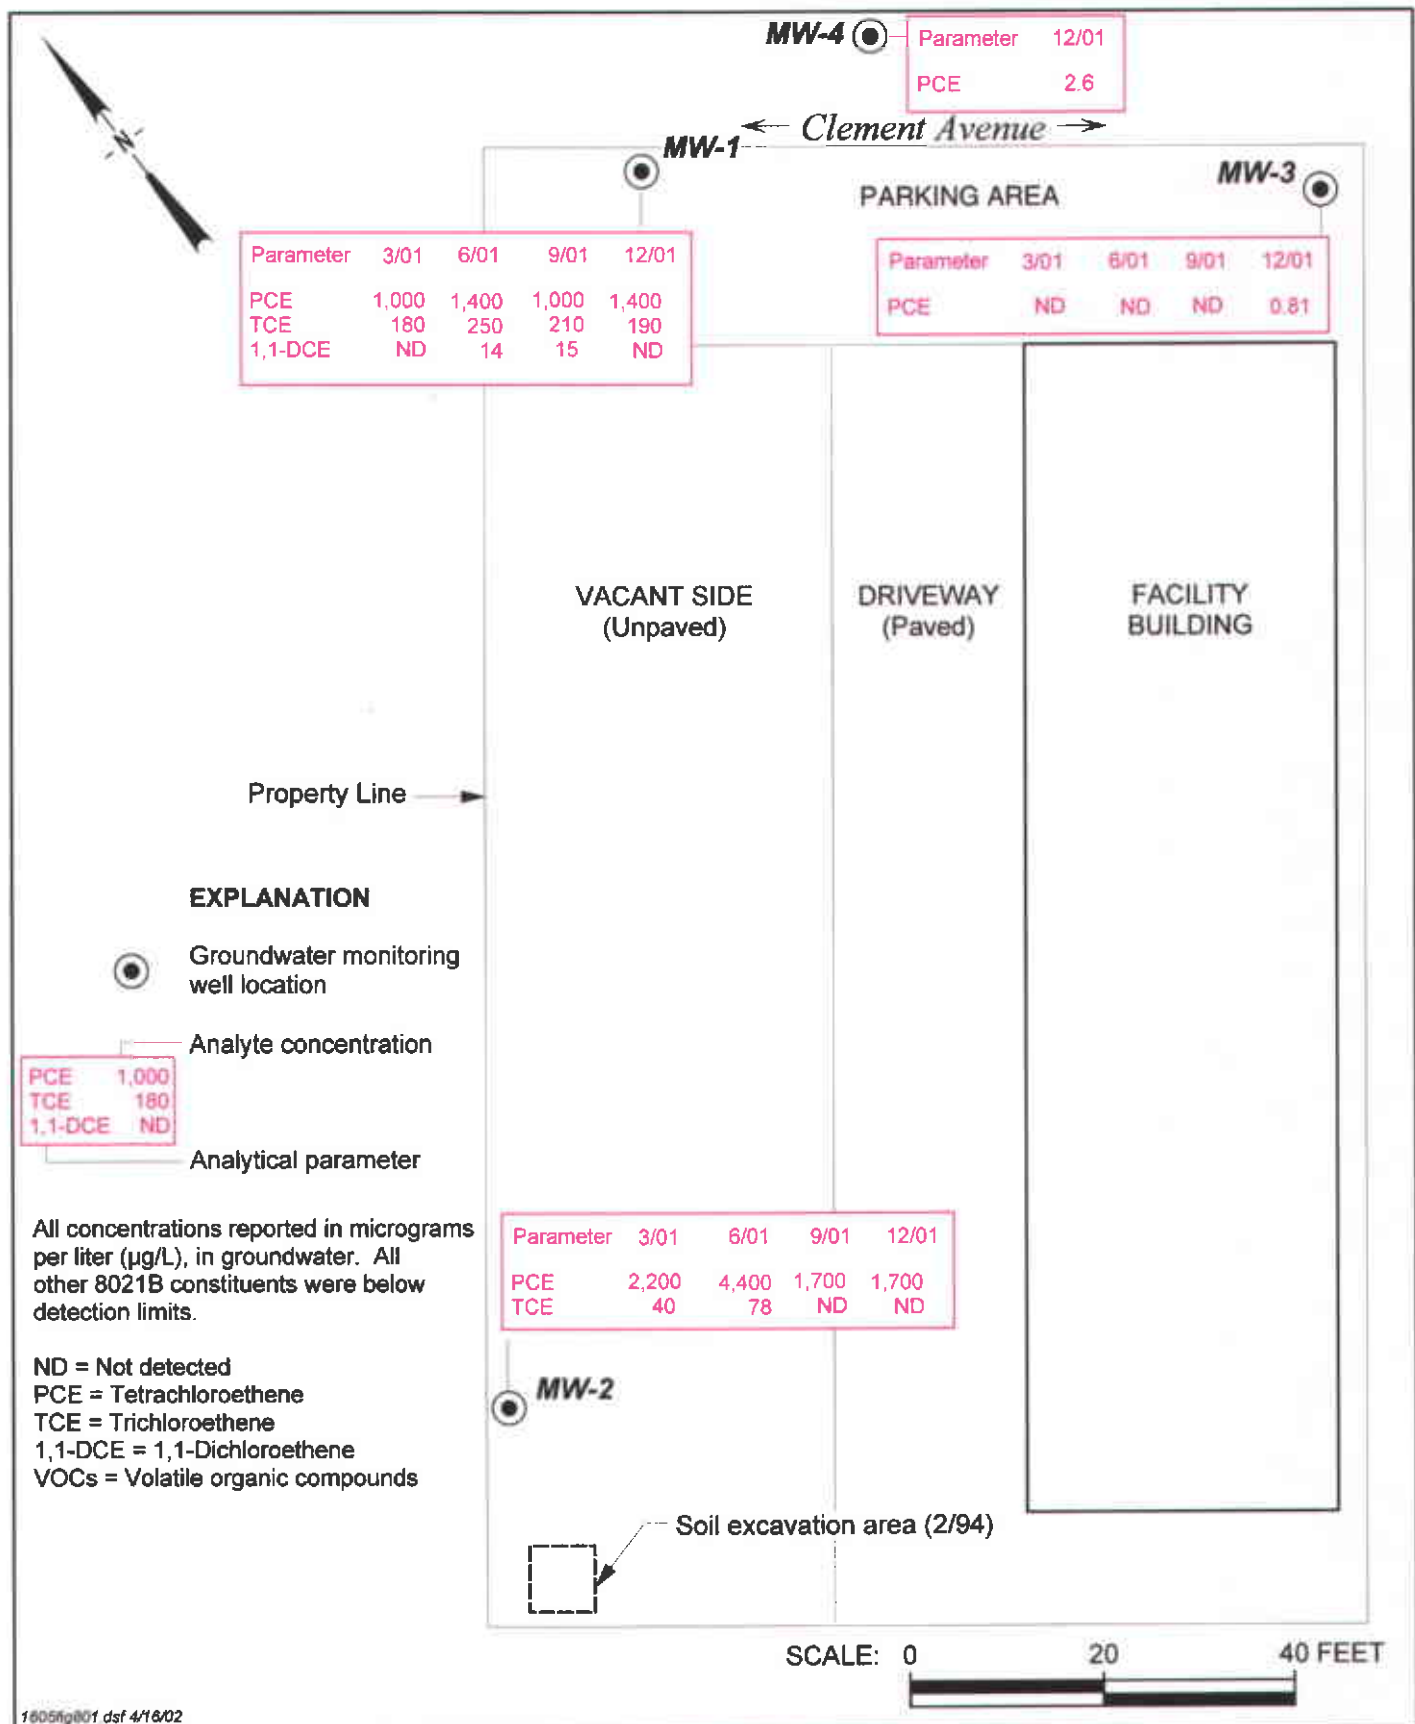 MW-4
Parameter 12/01
PCE 2.6
Clement Avenue
N
MW-1
MW-3
PARKING AREA
Parameter 3/01 6/01 9/01 12/01
PCE 1,000 1,400 1,000 1,400
TCE 180 250 210 190
1,1-DCE ND 14 15 ND
Parameter 3/01 6/01 9/01 12/01
PCE ND ND ND 0.81
VACANT SIDE
(Unpaved)
DRIVEWAY
(Paved)
FACILITY
BUILDING
Property Line
EXPLANATION
Groundwater monitoring
well location
Analyte concentration
PCE 1,000
TCE 180
1,1-DCE ND
Analytical parameter
All concentrations reported in micrograms
per liter (µg/L), in groundwater. All
other 8021B constituents were below
detection limits.
ND = Not detected
PCE = Tetrachloroethene
TCE = Trichloroethene
1,1-DCE = 1,1-Dichloroethene
VOCs = Volatile organic compounds
Parameter 3/01 6/01 9/01 12/01
PCE 2,200 4,400 1,700 1,700
TCE 40 78 ND ND
MW-2
Soil excavation area (2/94)
SCALE: 0 20 40 FEET
dsf 4/16/02